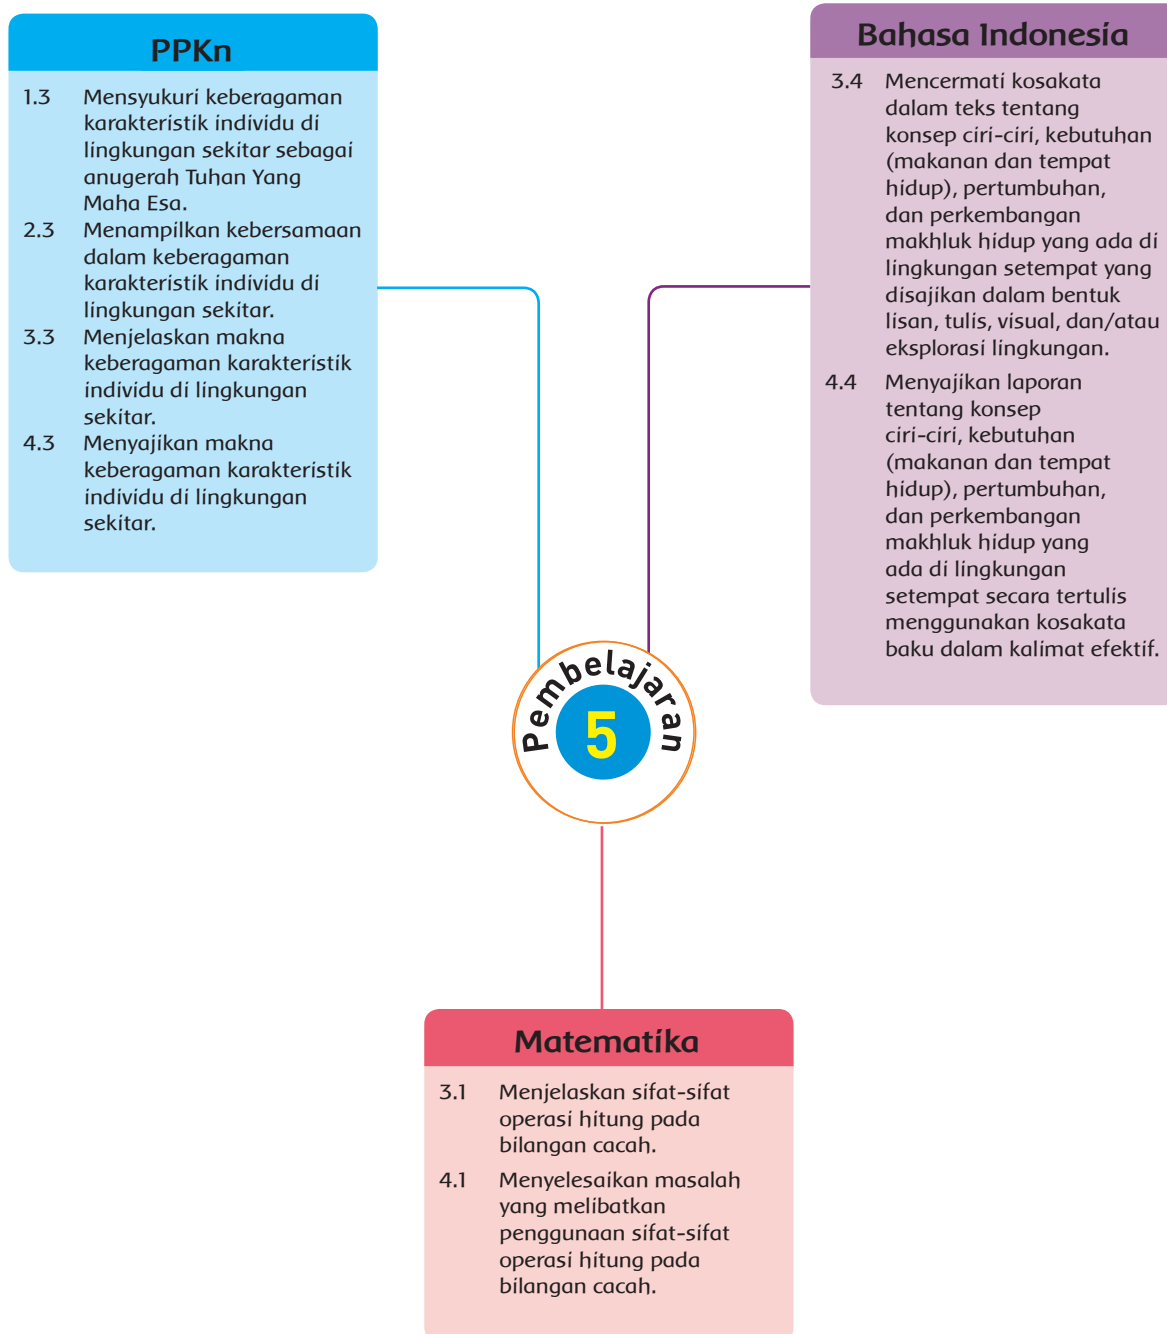 PPKn
1.3 Mensyukuri keberagaman
karakteristik individu di
lingkungan sekitar sebagai
anugerah Tuhan Yang
Maha Esa.
2.3 Menampilkan kebersamaan
dalam keberagaman
karakteristik individu di
lingkungan sekitar.
3.3 Menjelaskan makna
keberagaman karakteristik
individu di lingkungan
sekitar.
4.3 Menyajikan makna
keberagaman karakteristik
individu di lingkungan
sekitar.
Bahasa Indonesia
3.4 Mencermati kosakata
dalam teks tentang
konsep ciri-ciri, kebutuhan
(makanan dan tempat
hidup), pertumbuhan,
dan perkembangan
makhluk hidup yang ada di
lingkungan setempat yang
disajikan dalam bentuk
lisan, tulis, visual, dan/atau
eksplorasi lingkungan.
4.4 Menyajikan laporan
tentang konsep
ciri-ciri, kebutuhan
(makanan dan tempat
hidup), pertumbuhan,
dan perkembangan
makhluk hidup yang
ada di lingkungan
setempat secara tertulis
menggunakan kosakata
baku dalam kalimat efektif.
Pembelajaran
5
Matematika
3.1 Menjelaskan sifat-sifat
operasi hitung pada
bilangan cacah.
4.1 Menyelesaikan masalah
yang melibatkan
penggunaan sifat-sifat
operasi hitung pada
bilangan cacah.